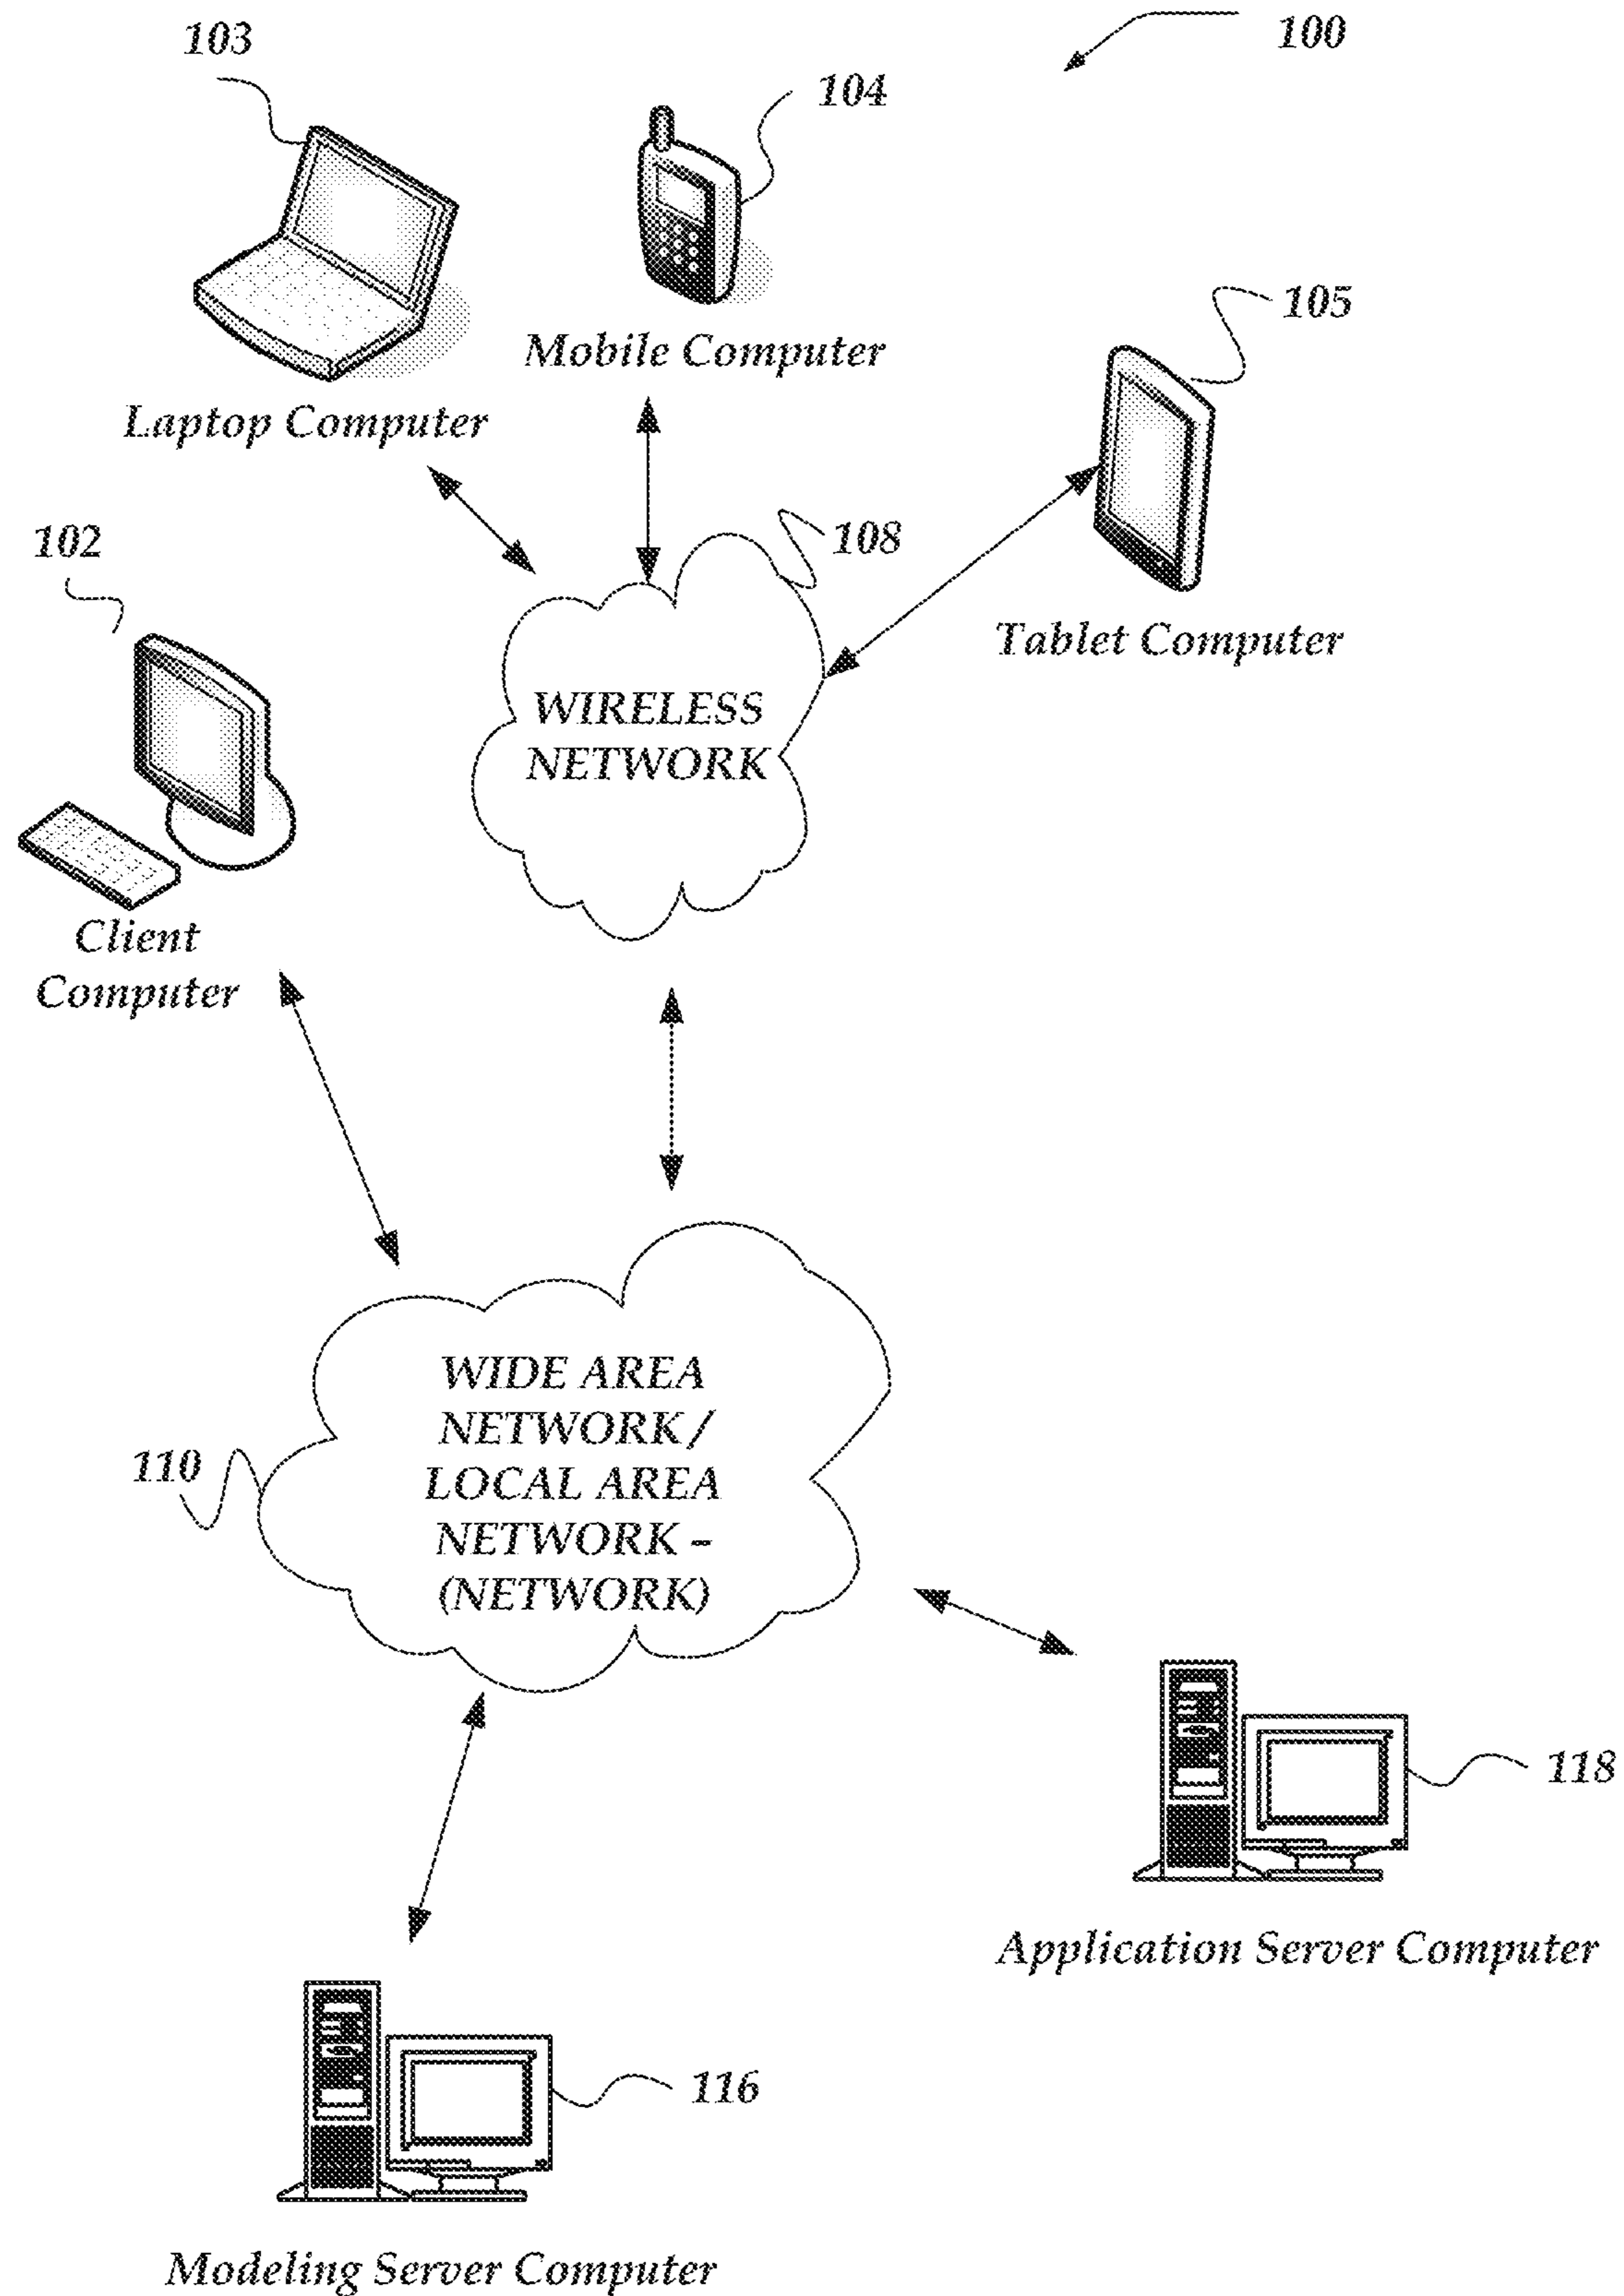 100
103
104
Mobile Computer
105
Laptop Computer
102
108
Tablet Computer
WIRELESS
NETWORK
Client
Computer
WIDE AREA
NETWORK /
LOCAL AREA
NETWORK –
(NETWORK)
110
118
Application Server Computer
116
Modeling Server Computer